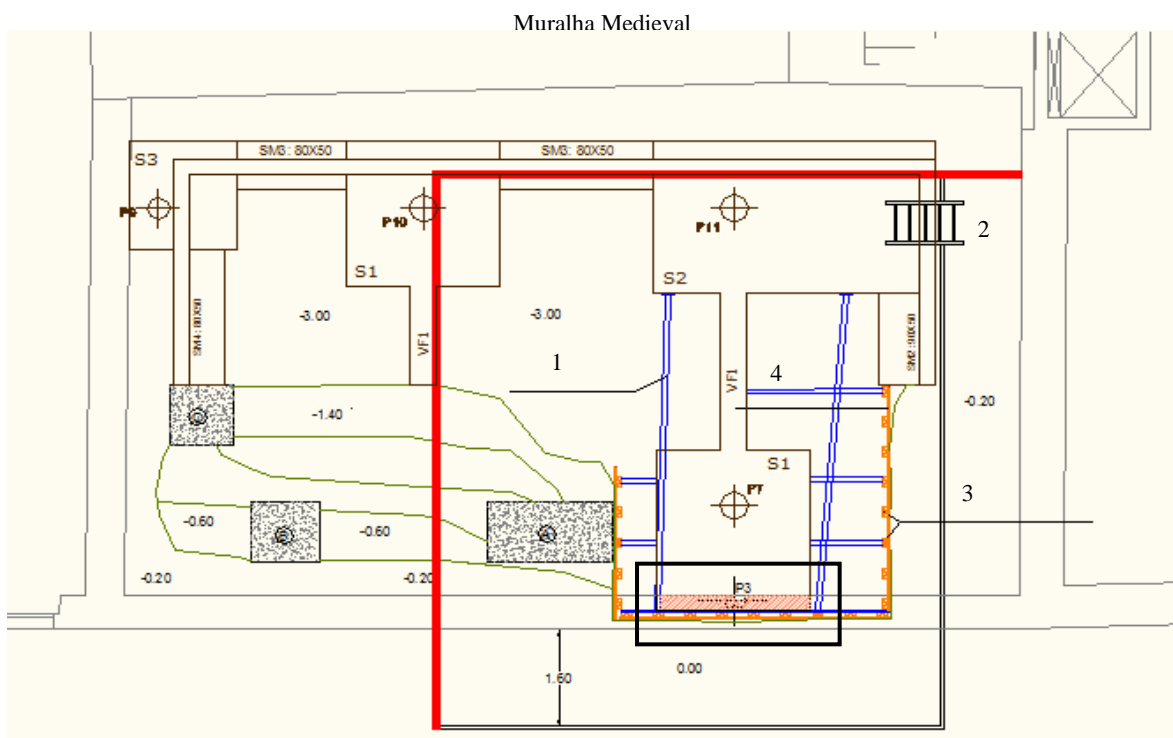 Muralha Medieval
S3
SM3: 80X50
SM3: 80X50
P10
P11
2
S1
S2
-3.00
-3.00
SM4: 80X50
VF1
1
VF1
4
SM2: 90X50
-0.20
-1.40
S1
P7
3
-0.60
-0.60
-0.20
-0.20
P3
0.00
1.60